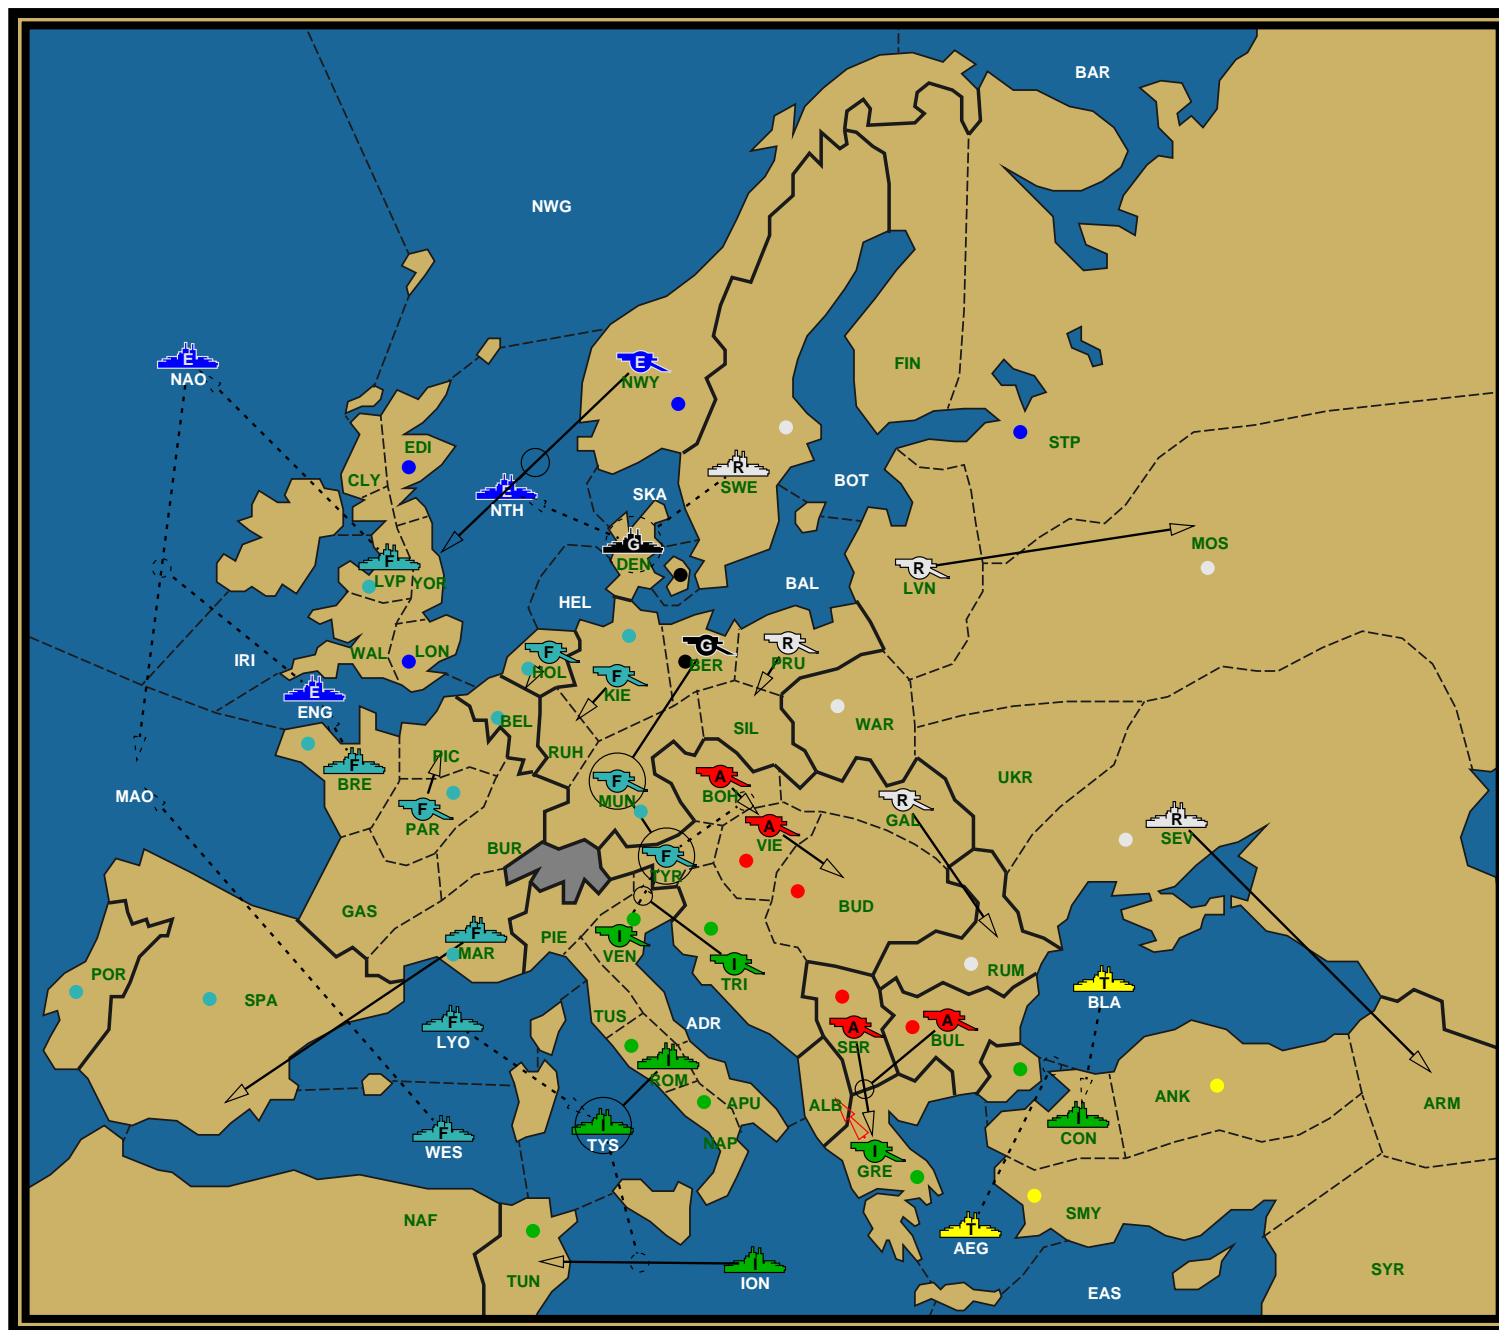 BAR
NWG
E
NAO
FIN
E
NWY
EDI
STP
CLY
R
SWE
BOT
SKA
E
NTH
MOS
G
DEN
F
LVP
YOR
R
LVN
BAL
HEL
IRI
WAL
LON
F
HOL
G
BER
R
PRU
F
KIE
E
ENG
BEL
SIL
WAR
PIC
RUH
F
BRE
MAO
F
MUN
A
BOH
UKR
R
GAL
F
PAR
R
SEV
A
VIE
BUR
F
TYR
BUD
GAS
F
MAR
PIE
I
VEN
I
TRI
RUM
POR
SPA
T
BLA
TUS
ADR
F
LYO
A
SER
A
BUL
I
ROM
ANK
ARM
APU
ALB
I
CON
F
WES
I
TYS
NAP
I
GRE
NAF
SMY
T
AEG
TUN
I
ION
SYR
EAS